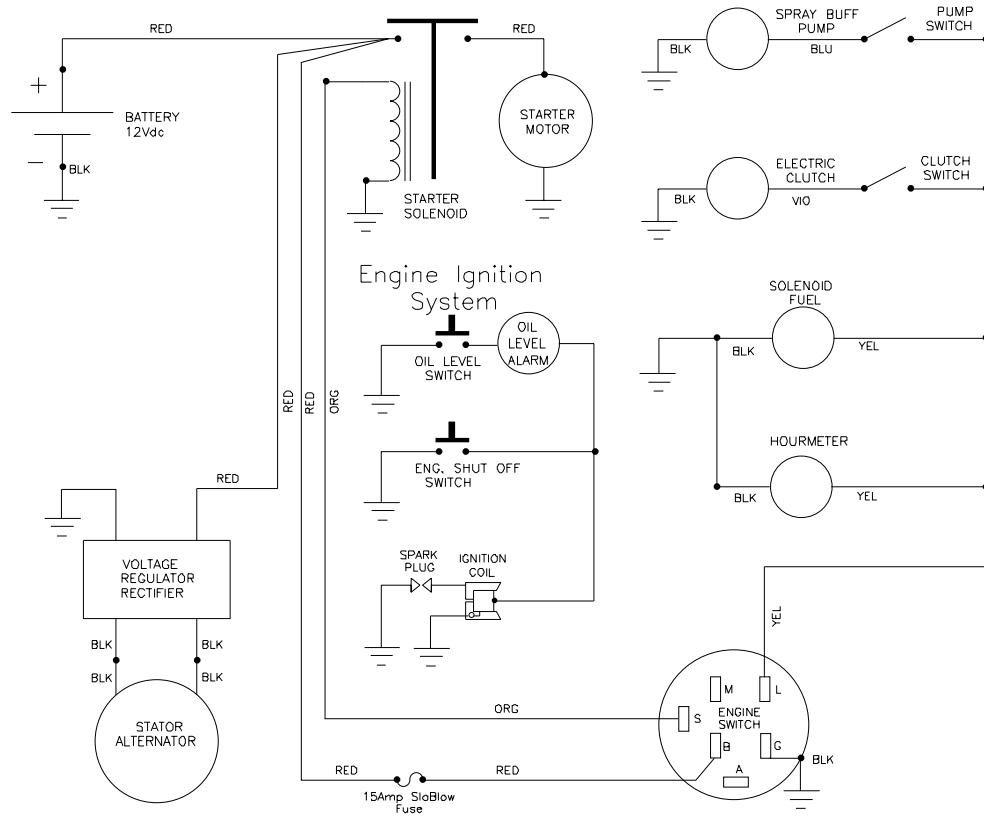 RED
RED
SPRAY BUFF
PUMP
PUMP
SWITCH
BLK
BLU
+
BATTERY
12Vdc
–
BLK
STARTER
MOTOR
STARTER
SOLENOID
ELECTRIC
CLUTCH
CLUTCH
SWITCH
BLK
VIO
Engine Ignition
System
OIL
LEVEL
ALARM
OIL LEVEL
SWITCH
SOLENOID
FUEL
BLK
YEL
RED
RED
ORG
ENG. SHUT OFF
SWITCH
HOURMETER
BLK
YEL
RED
VOLTAGE
REGULATOR
RECTIFIER
SPARK
PLUG
IGNITION
COIL
BLK
BLK
BLK
BLK
STATOR
ALTERNATOR
YEL
M
L
ORG
S
ENGINE
SWITCH
B
G
BLK
A
RED
RED
15Amp SloBlow
Fuse